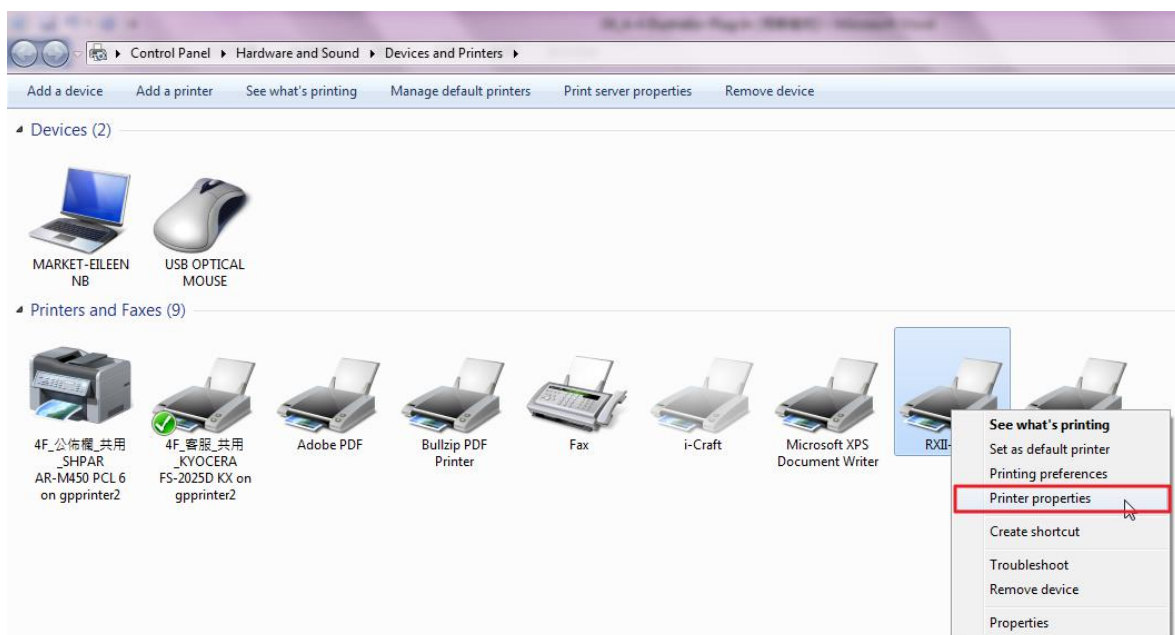 Control Panel Hardware and Sound Devices and Printers
Add a device Add a printer See what's printing Manage default printers Print server properties Remove device
Devices (2)
MARKET-EILEEN
NB
USB OPTICAL
MOUSE
Printers and Faxes (9)
4F_公佈欄_共用
_SHPAR
AR-M450 PCL 6
on gpprinter2
4F_客服_共用
_KYOCERA
FS-2025D KX on
gpprinter2
Adobe PDF
Bullzip PDF
Printer
Fax
i-Craft
Microsoft XPS
Document Writer
RXII-
See what's printing
Set as default printer
Printing preferences
Printer properties
Create shortcut
Troubleshoot
Remove device
Properties